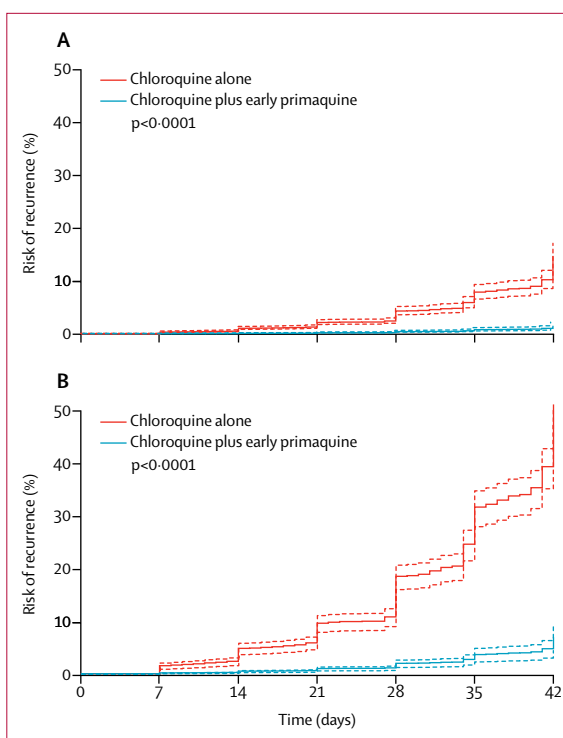 A
50
40
30
20
10
0
Risk of recurrence (%)
Chloroquine alone
Chloroquine plus early primaquine
p<0·0001
B
50
40
30
20
10
0
Risk of recurrence (%)
Chloroquine alone
Chloroquine plus early primaquine
p<0·0001
0 7 14 21 28 35 42
Time (days)